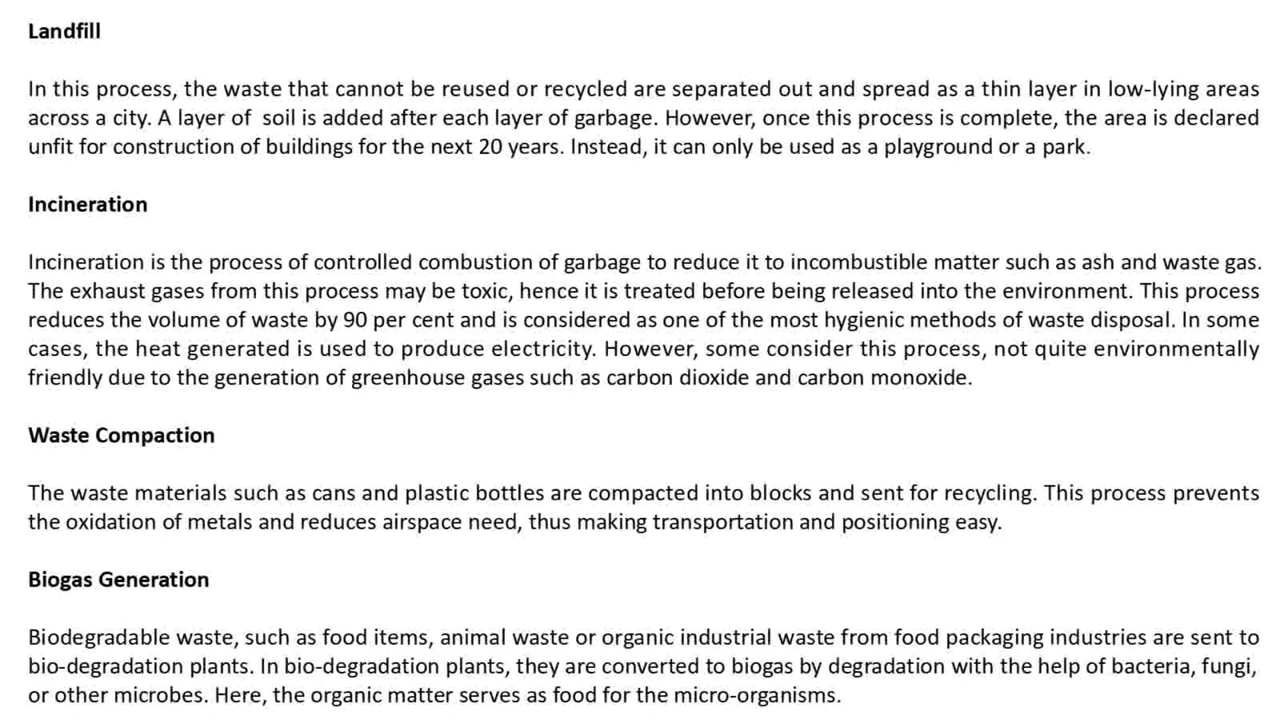 Landfill
In this process, the waste that cannot be reused or recycled are separated out and spread as a thin layer in low-lying areas
across a city. A layer of soil is added after each layer of garbage. However, once this process is complete, the area is declared
unfit for construction of buildings for the next 20 years. Instead, it can only be used as a playground or a park.
Incineration
Incineration is the process of controlled combustion of garbage to reduce it to incombustible matter such as ash and waste gas.
The exhaust gases from this process may be toxic, hence it is treated before being released into the environment. This process
reduces the volume of waste by 90 per cent and is considered as one of the most hygienic methods of waste disposal. In some
cases, the heat generated is used to produce electricity. However, some consider this process, not quite environmentally
friendly due to the generation of greenhouse gases such as carbon dioxide and carbon monoxide.
Waste Compaction
The waste materials such as cans and plastic bottles are compacted into blocks and sent for recycling. This process prevents
the oxidation of metals and reduces airspace need, thus making transportation and positioning easy.
Biogas Generation
Biodegradable waste, such as food items, animal waste or organic industrial waste from food packaging industries are sent to
bio-degradation plants. In bio-degradation plants, they are converted to biogas by degradation with the help of bacteria, fungi,
or other microbes. Here, the organic matter serves as food for the micro-organisms.